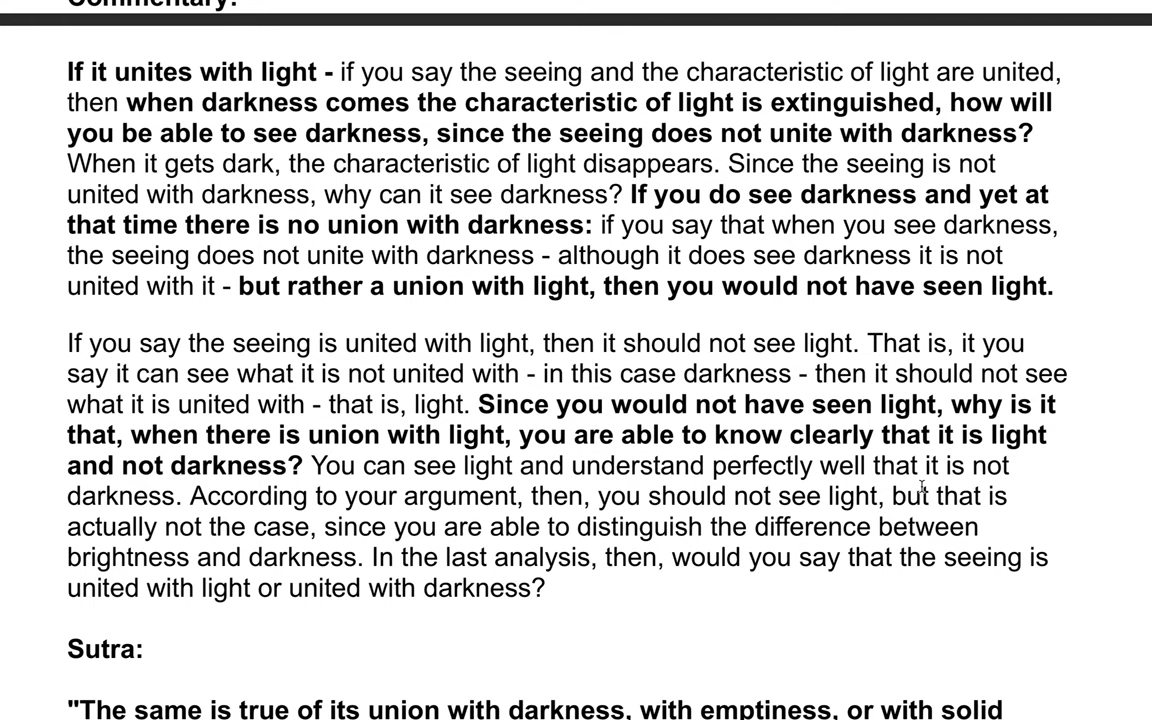 Commentary:
If it unites with light - if you say the seeing and the characteristic of light are united,
then when darkness comes the characteristic of light is extinguished, how will
you be able to see darkness, since the seeing does not unite with darkness?
When it gets dark, the characteristic of light disappears. Since the seeing is not
united with darkness, why can it see darkness? If you do see darkness and yet at
that time there is no union with darkness: if you say that when you see darkness,
the seeing does not unite with darkness - although it does see darkness it is not
united with it - but rather a union with light, then you would not have seen light.
If you say the seeing is united with light, then it should not see light. That is, it you
say it can see what it is not united with - in this case darkness - then it should not see
what it is united with - that is, light. Since you would not have seen light, why is it
that, when there is union with light, you are able to know clearly that it is light
and not darkness? You can see light and understand perfectly well that it is not
darkness. According to your argument, then, you should not see light, but that is
actually not the case, since you are able to distinguish the difference between
brightness and darkness. In the last analysis, then, would you say that the seeing is
united with light or united with darkness?
Sutra:
"The same is true of its union with darkness, with emptiness, or with solid